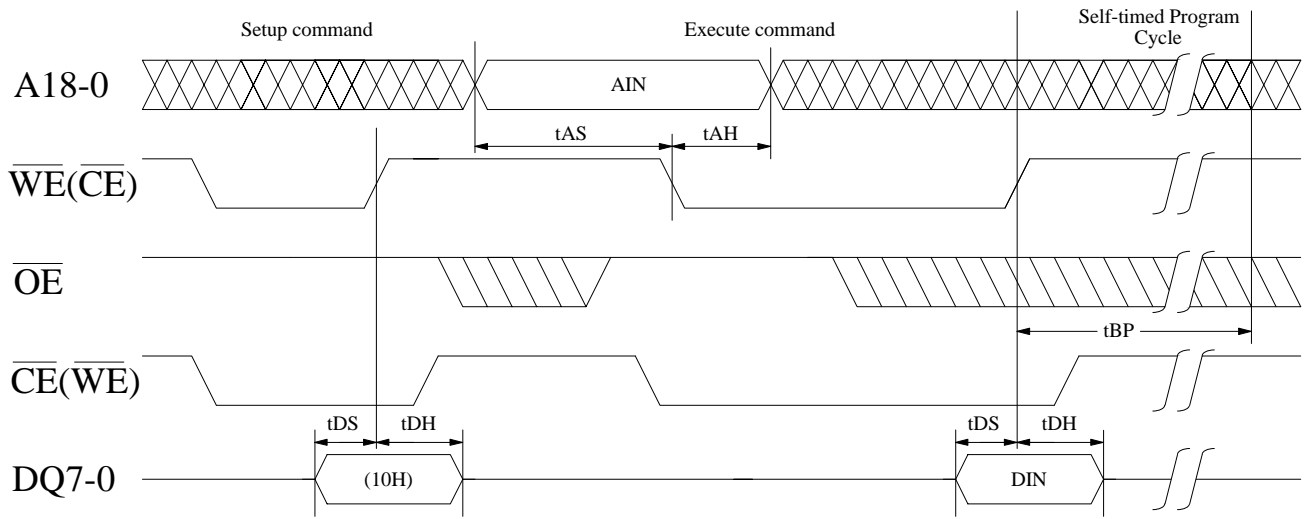 Setup command
Execute command
Self-timed Program
Cycle
A18-0
AIN
tAS
tAH
WE(CE)
OE
tBP
CE(WE)
tDS
tDH
tDS
tDH
DQ7-0
(10H)
DIN